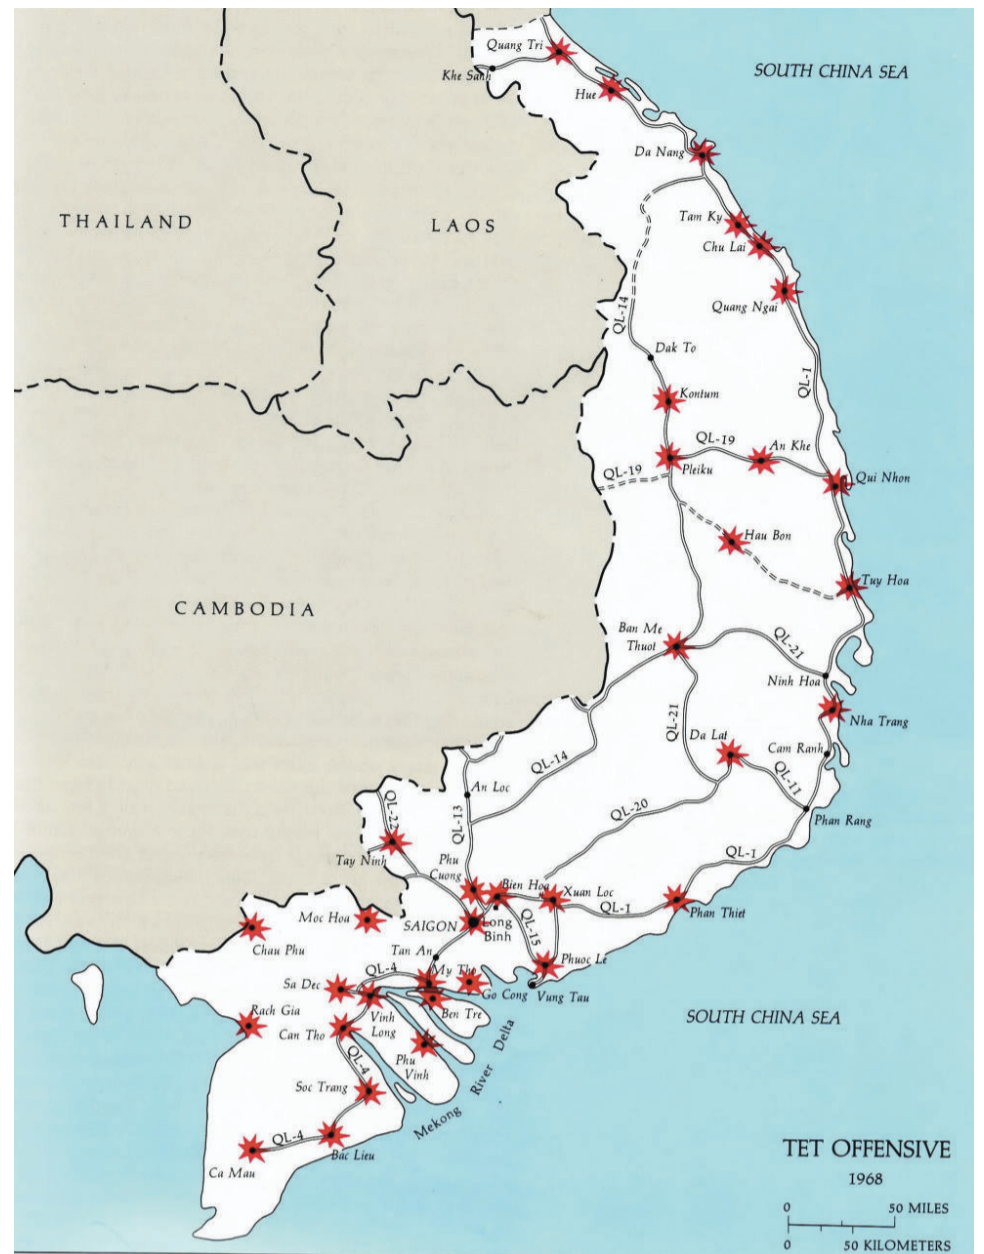 Quang Tri
Khe Sanh
Hue
SOUTH CHINA SEA
Da Nang
THAILAND
LAOS
Tam Ky
Chu Lai
Quang Ngai
QL-14
Dak To
QL-1
Kontum
QL-19
An Khe
QL-19
Pleiku
Qui Nhon
Hau Bon
Tuy Hoa
CAMBODIA
Ban Me
Thuot
QL-21
Ninh Hoa
QL-21
Nha Trang
Da Lat
Cam Ranh
QL-14
QL-11
An Loc
QL-22
QL-13
QL-20
Phan Rang
Tay Ninh
Phu
Cuong
QL-1
Bien Hoa
Xuan Loc
Moc Hoa
SAIGON
Long
Binh
QL-15
QL-1
Phan Thiet
Chau Phu
Tan An
Phuoc Le
QL-4
My Tho
Sa Dec
Go Cong
Vung Tau
Rach Gia
Vinh
Long
Ben Tre
Can Tho
SOUTH CHINA SEA
QL-4
Phu
Vinh
Soc Trang
Mekong River Delta
QL-4
Bac Lieu
Ca Mau
TET OFFENSIVE
1968
0 50 MILES
0 50 KILOMETERS